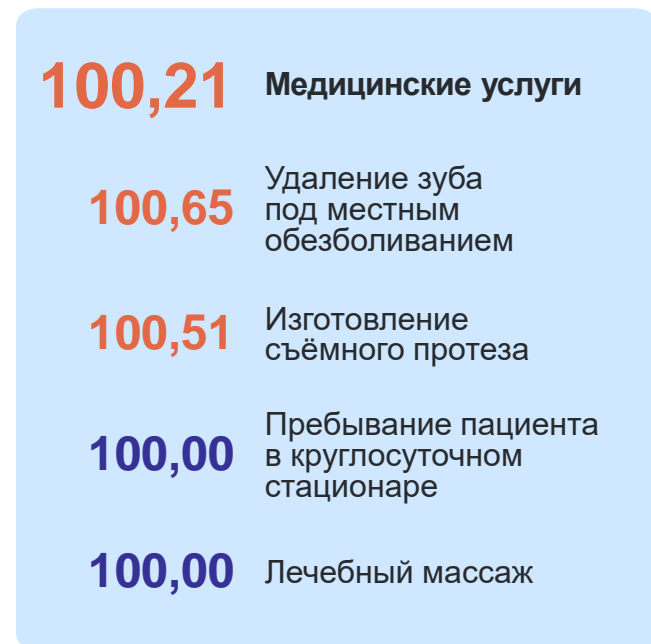 100,21 Медицинские услуги
100,65 Удаление зуба
под местным
обезболиванием
100,51 Изготовление
съёмного протеза
100,00 Пребывание пациента
в круглосуточном
стационаре
100,00 Лечебный массаж